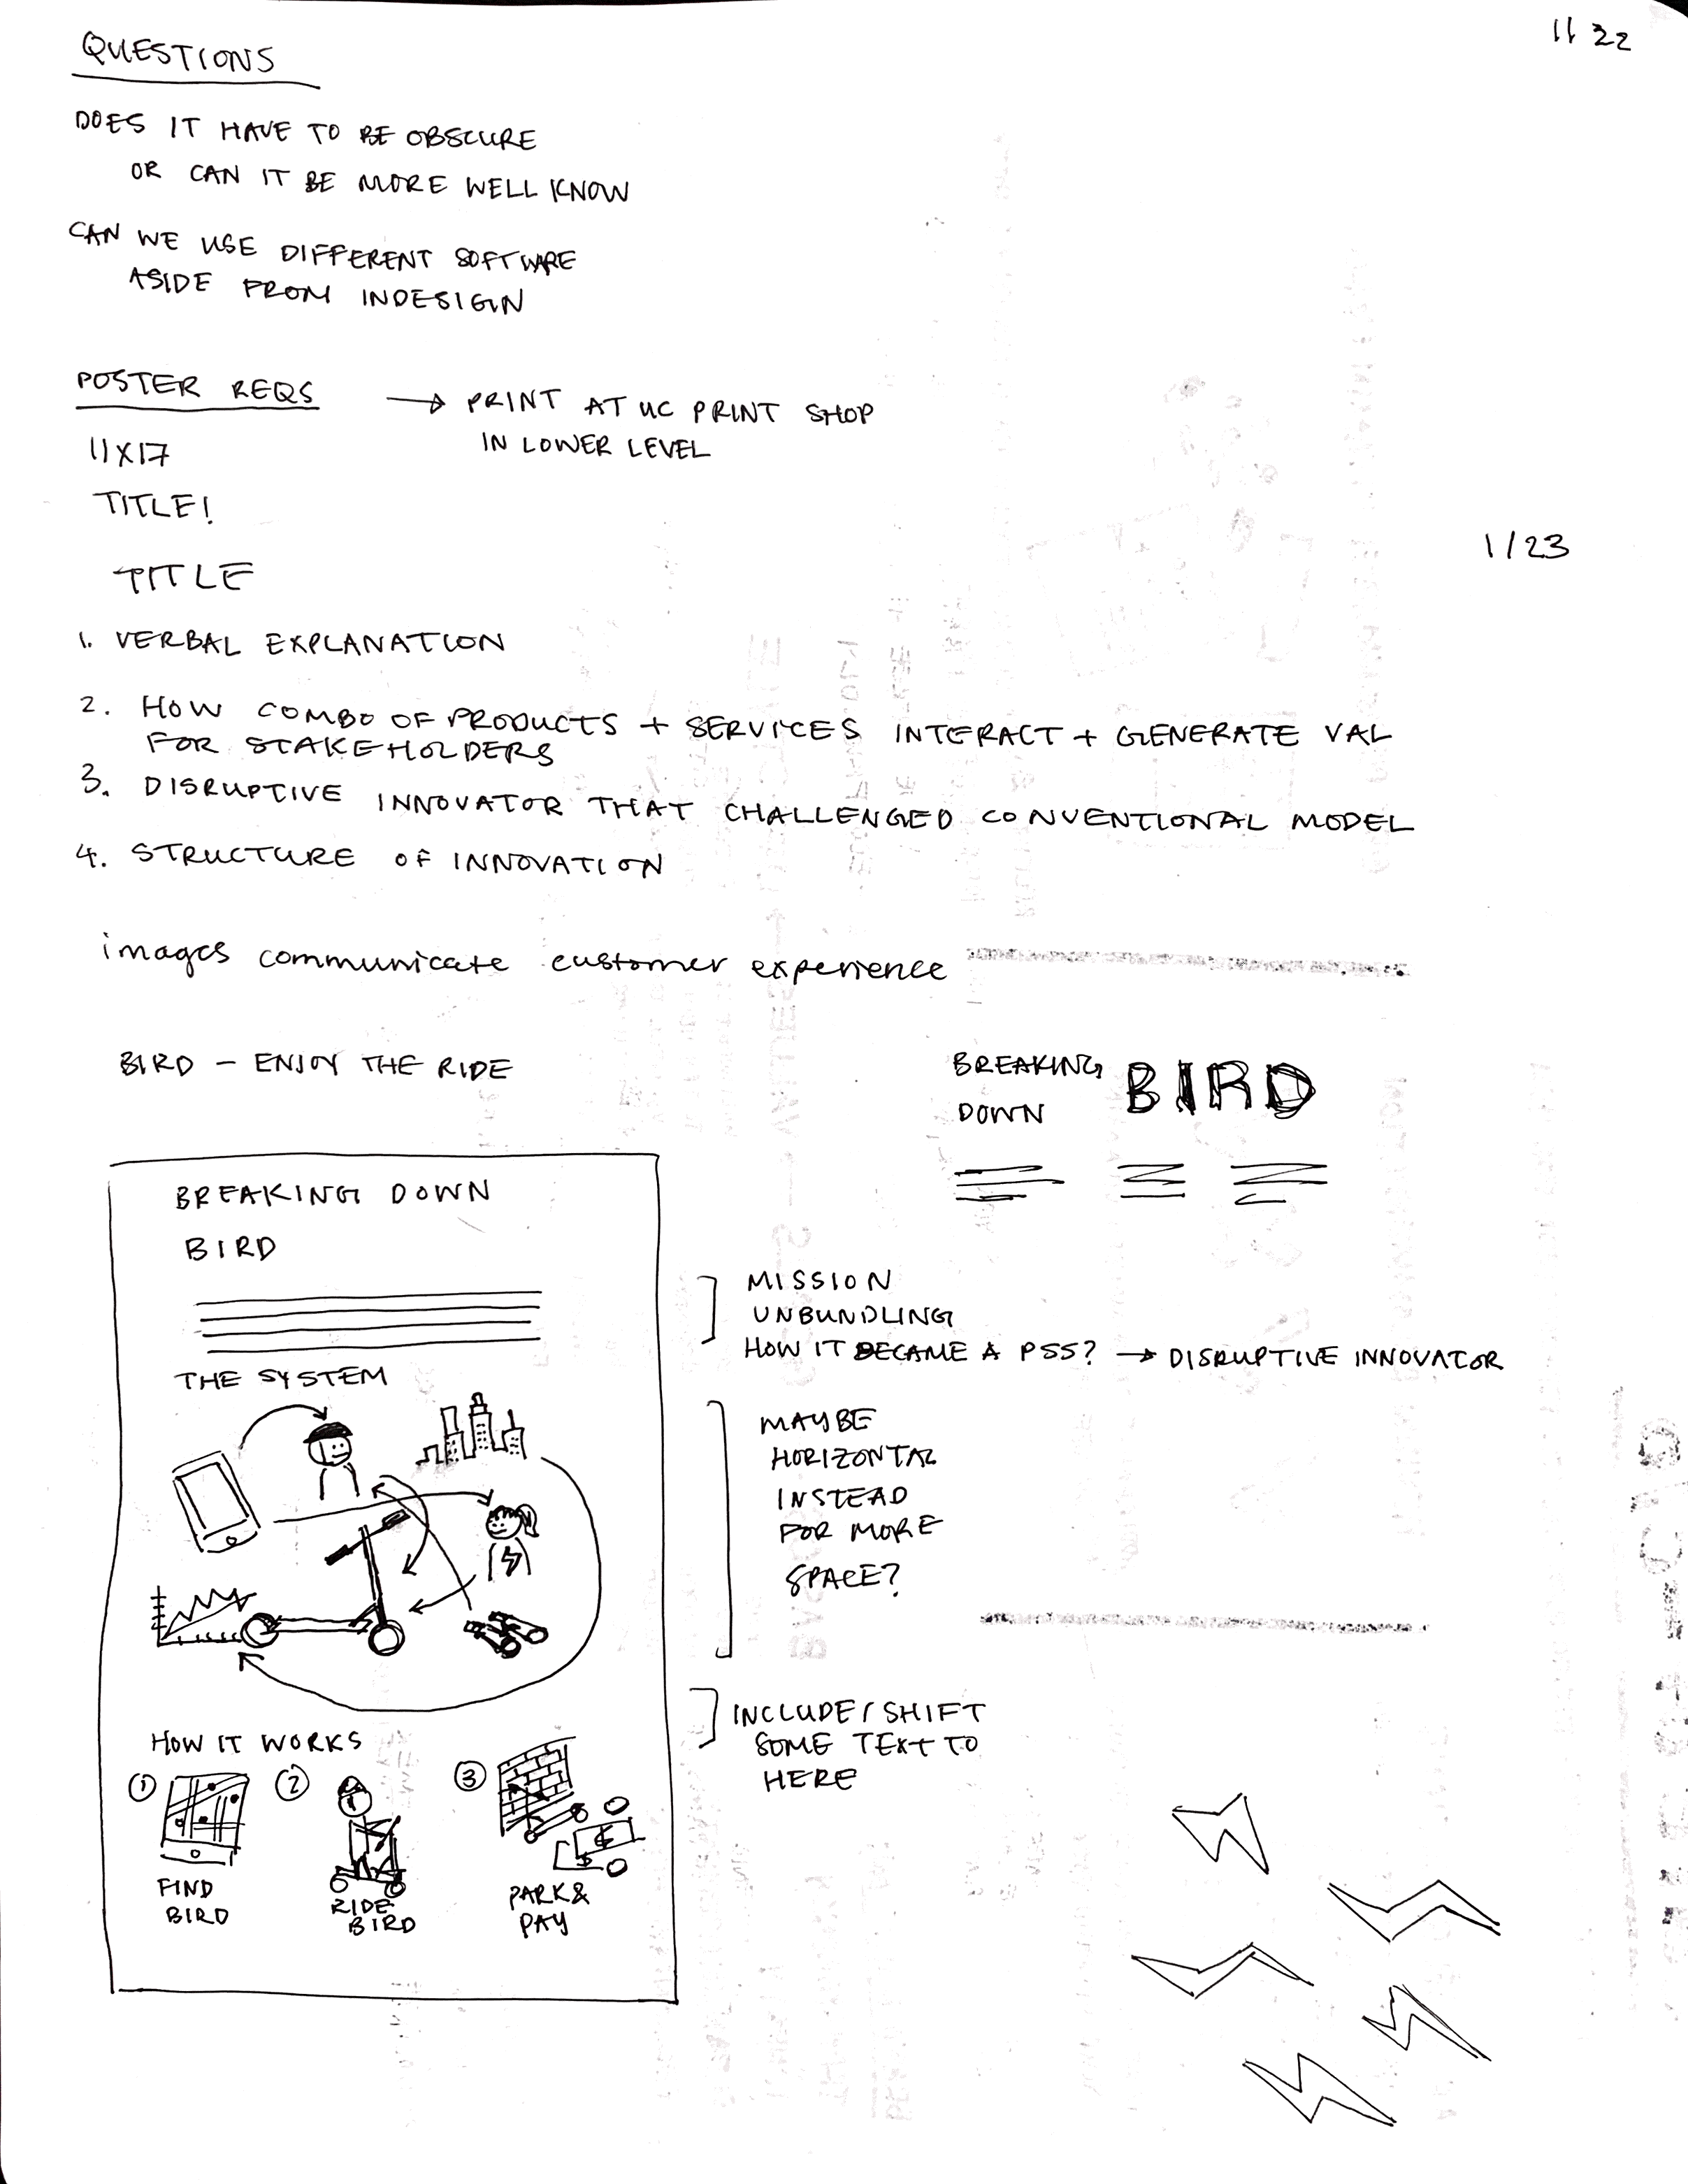 11 22
QUESTIONS
DOES IT HAVE TO BE OBSCURE
OR CAN IT BE MORE WELL KNOW
CAN WE USE DIFFERENT SOFTWARE
ASIDE FROM INDESIGN
POSTER REQS
→ PRINT AT UC PRINT SHOP
IN LOWER LEVEL
11X17
TITLE!
1/23
TITLE
1. VERBAL EXPLANATION
2. HOW COMBO OF PRODUCTS + SERVICES INTERACT + GENERATE VAL
FOR STAKEHOLDERS
3. DISRUPTIVE INNOVATOR THAT CHALLENGED CONVENTIONAL MODEL
4. STRUCTURE OF INNOVATION
images communicate customer experience
BIRD - ENJOY THE RIDE
BREAKING
DOWN
BIRD
BREAKING DOWN
BIRD
MISSION
UNBUNDLING
HOW IT BECAME A PSS? → DISRUPTIVE INNOVATOR
THE SYSTEM
MAYBE
HORIZONTAL
INSTEAD
FOR MORE
SPACE?
INCLUDE/SHIFT
SOME TEXT TO
HERE
HOW IT WORKS
1
2
3
FIND
BIRD
RIDE
BIRD
PARK &
PAY